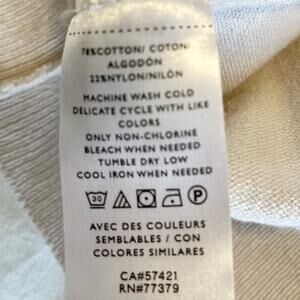 78%COTTON/ COTON/
ALGODÓN
22%NYLON/NILÓN
MACHINE WASH COLD
DELICATE CYCLE WITH LIKE
COLORS
ONLY NON-CHLORINE
BLEACH WHEN NEEDED
TUMBLE DRY LOW
COOL IRON WHEN NEEDED
30 P
AVEC DES COULEURS
SEMBLABLES / CON
COLORES SIMILARES
CA#57421
RN#77379